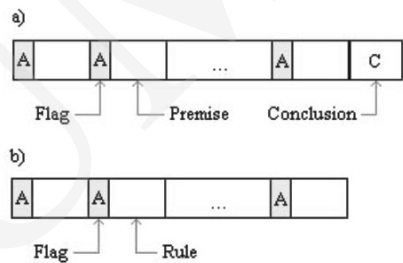 a)
A A ... A C
Flag Premise Conclusion
b)
A A ... A
Flag Rule